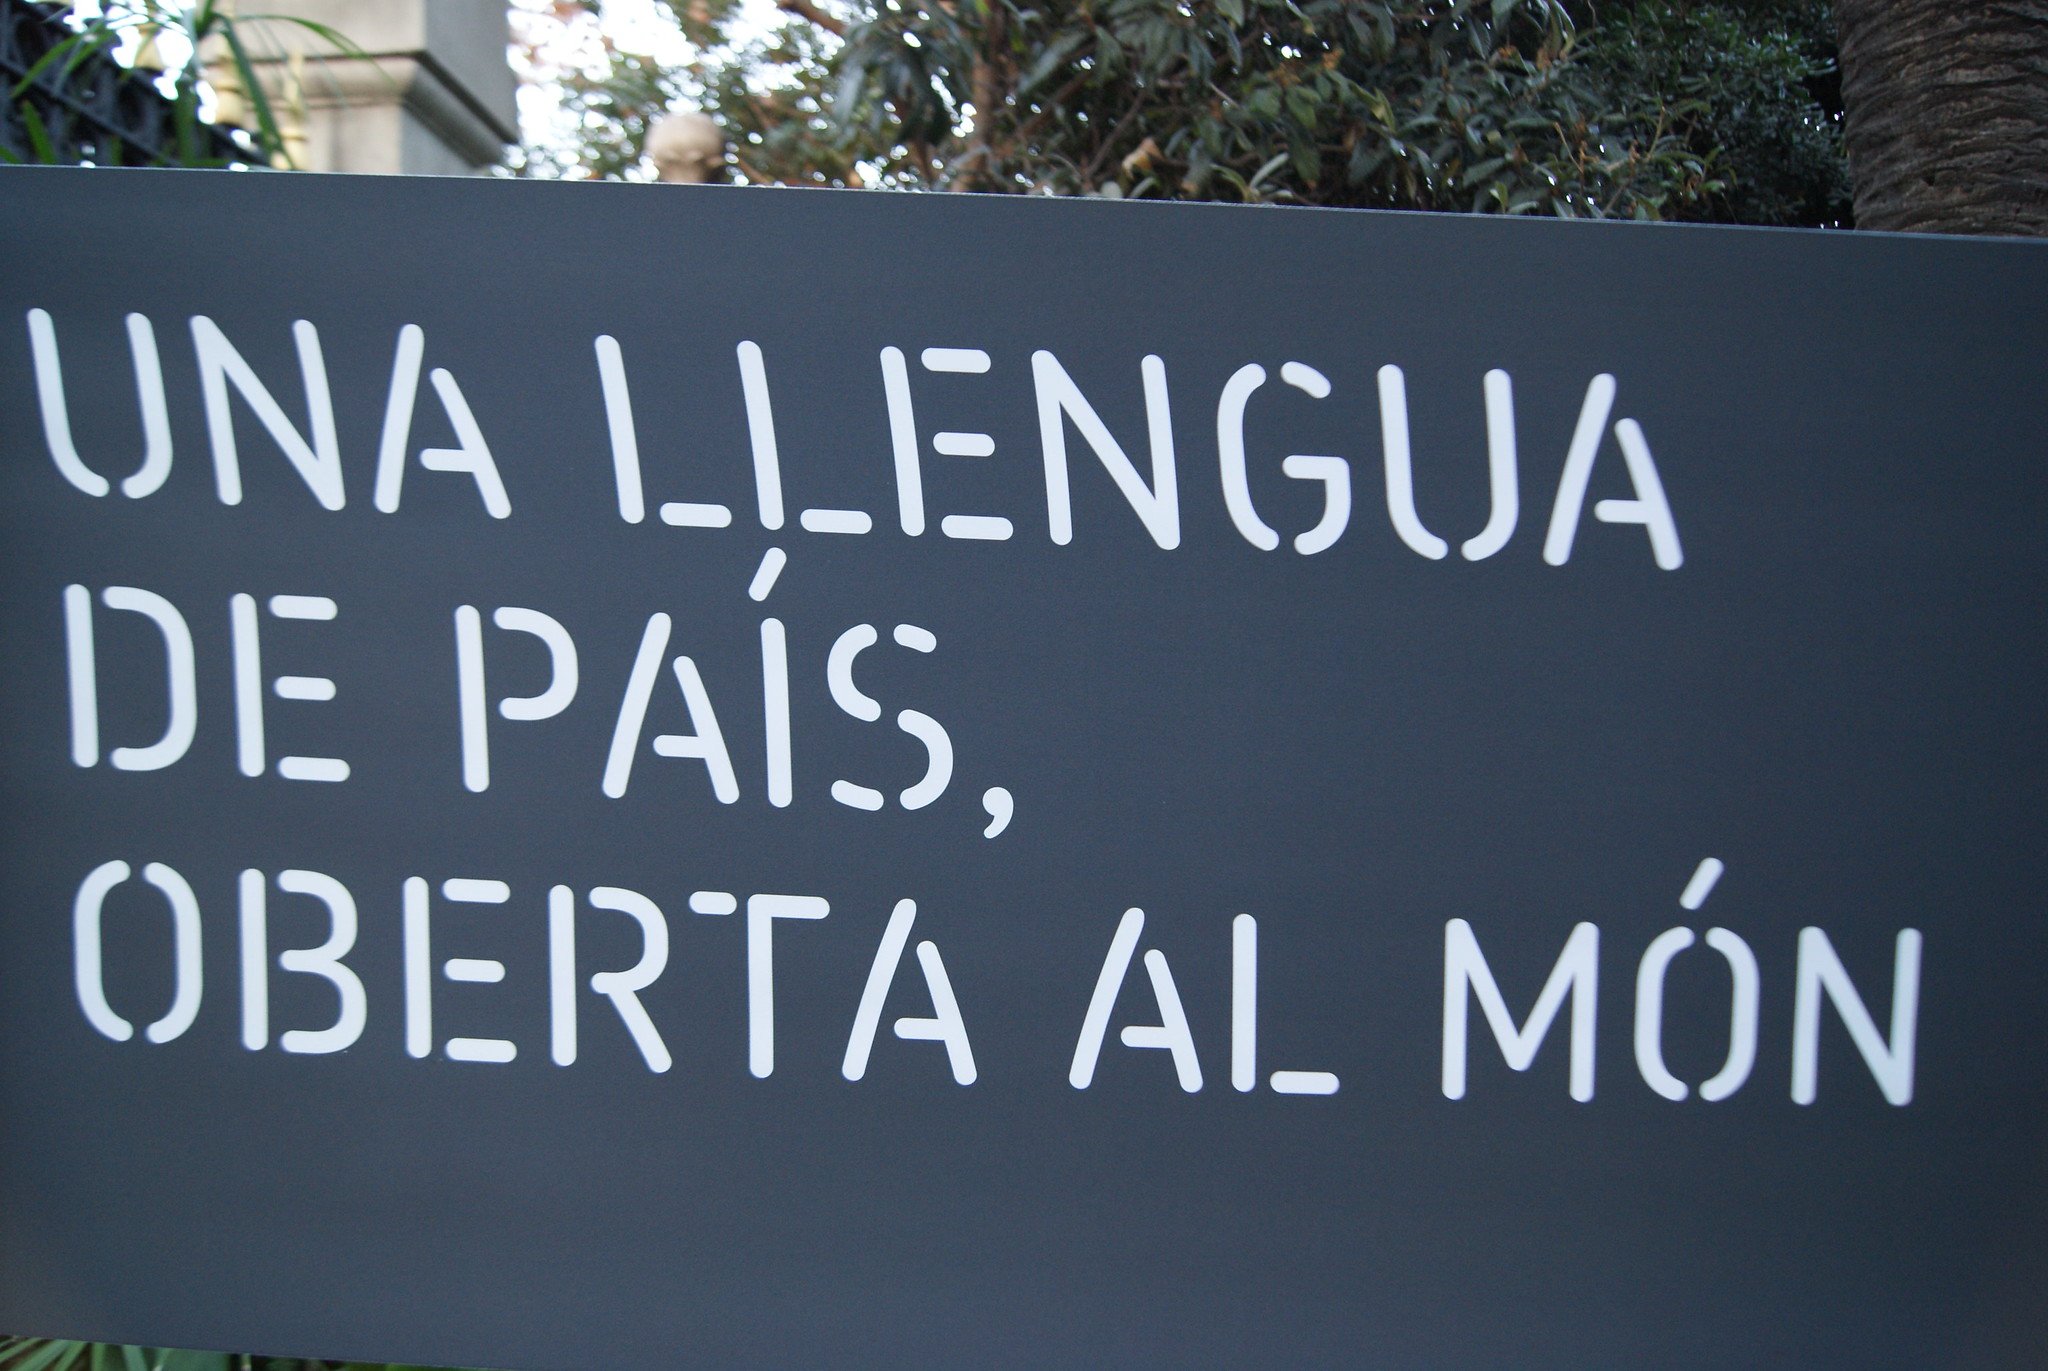 UNA LLENGUA
DE PAÍS,
OBERTA AL MÓN